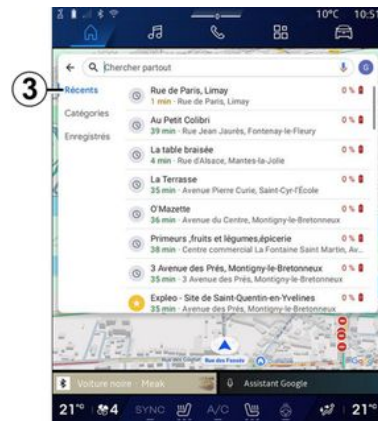 10°C 10:51
Chercher partout
G
3
Récents
Catégories
Enregistrés
Rue de Paris, Limay
0 %
1 min · Rue de Paris, Limay
Au Petit Colibri
0 %
39 min · Rue Jean Jaurès, Fontenay-le-Fleury
La table braisée
0 %
4 min · Rue d'Alsace, Mantes-la-Jolie
La Terrasse
0 %
35 min · Avenue Pierre Curie, Saint-Cyr-l'École
O'Mazette
0 %
36 min · Avenue du Centre, Montigny-le-Bretonneux
Primeurs ,fruits et légumes,épicerie
0 %
38 min · Centre commercial La Fontaine Saint Martin, Av...
3 Avenue des Prés, Montigny-le-Bretonneux
0 %
35 min · 3 Avenue des Prés, Montigny-le-Bretonneux
Expleo - Site de Saint-Quentin-en-Yvelines
0 %
35 min · Avenue des Prés, Montigny-le-Bretonneux
Rue des Fossés
Voiture noire · Meak
Assistant Google
21°C 4 SYNC A/C 21°C